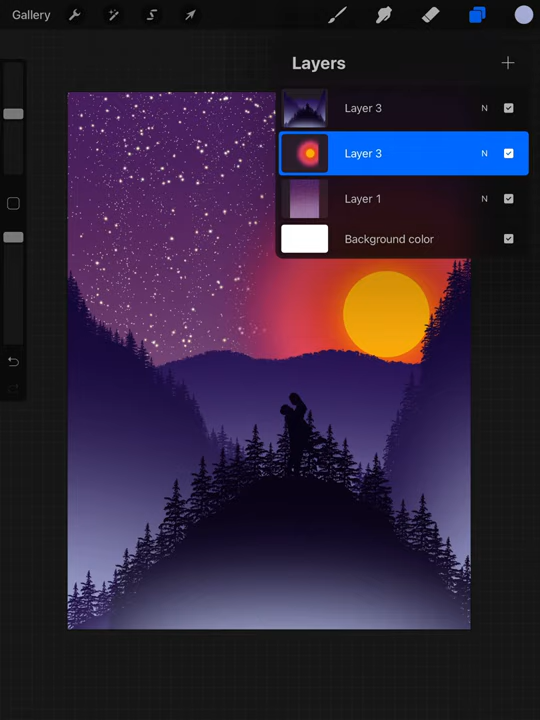 Gallery
Layers
Layer 3 N
Layer 3 N
Layer 1 N
Background color